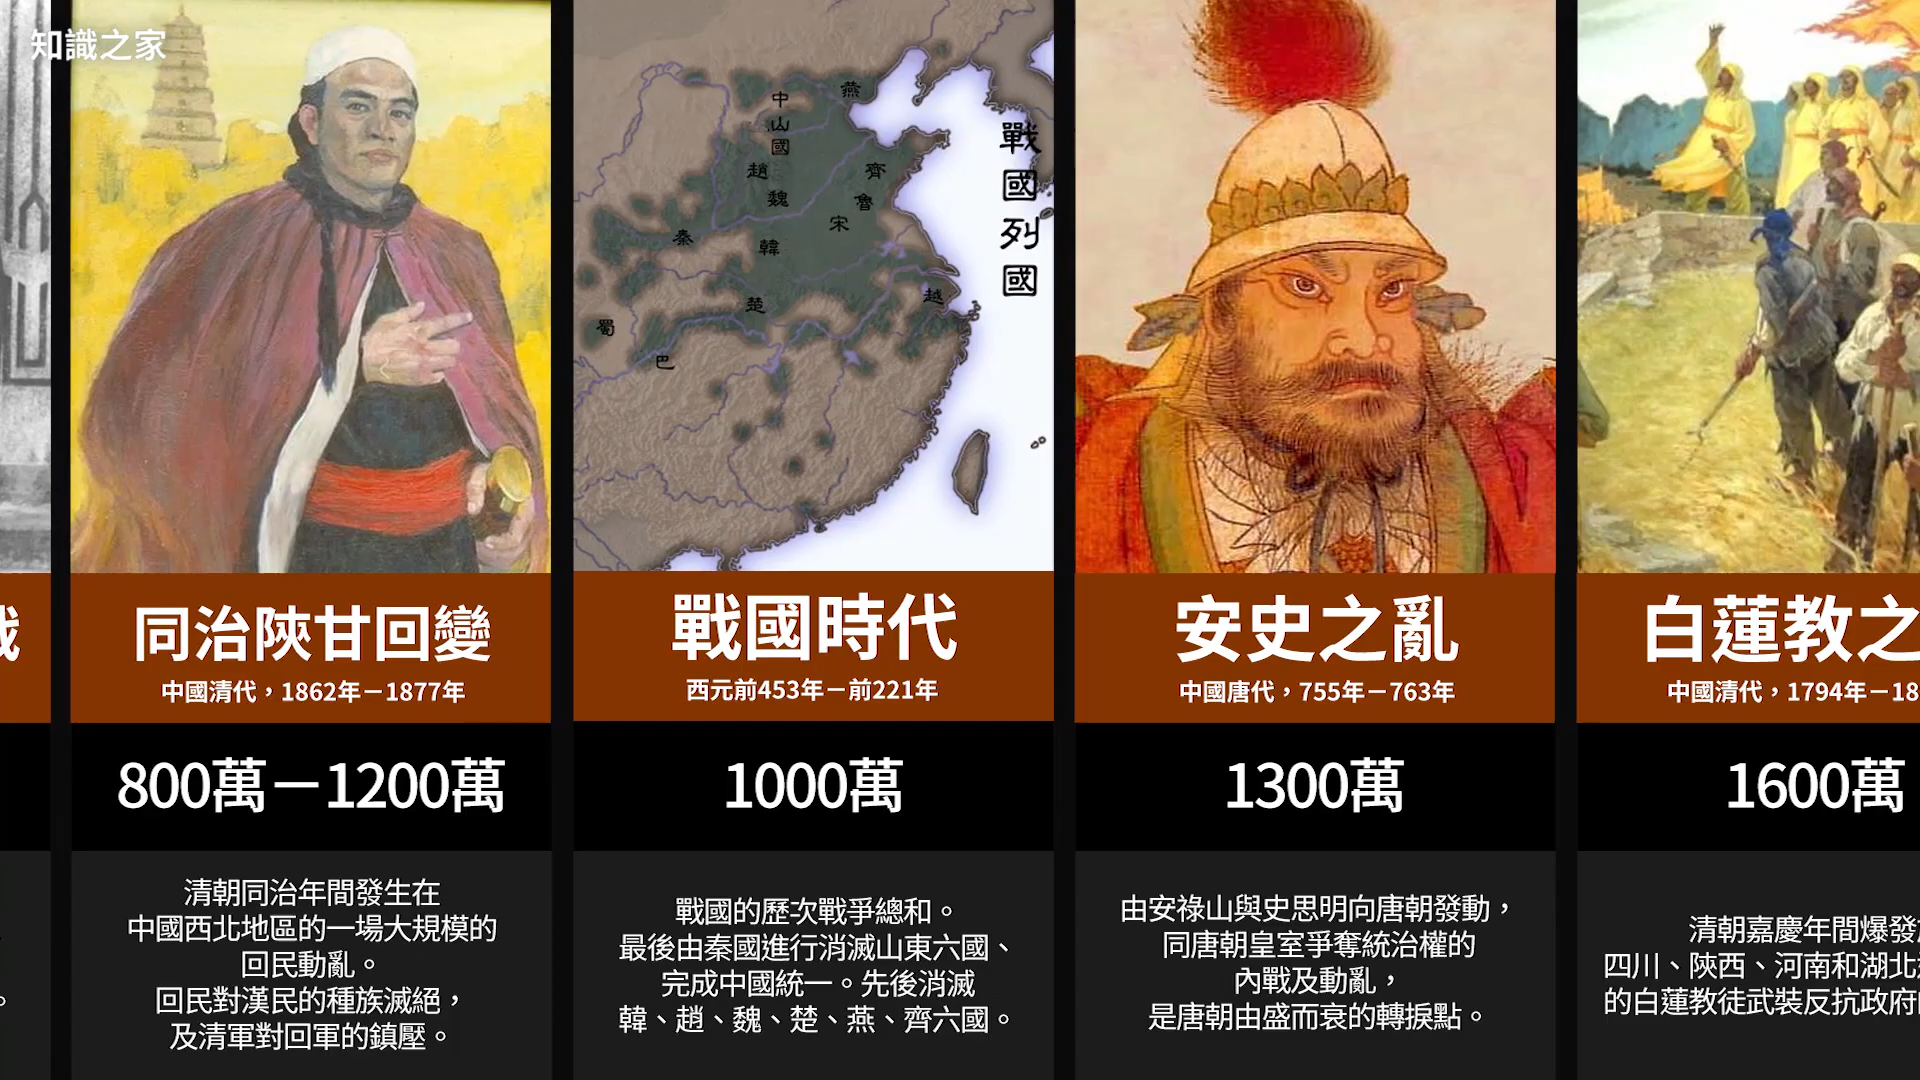 知識之家
同治陝甘回變
中國清代，1862年－1877年
800萬－1200萬
清朝同治年間發生在
中國西北地區的一場大規模的
回民動亂。
回民對漢民的種族滅絕，
及清軍對回軍的鎮壓。
戰國列國
燕
中山國
趙
齊
魏
魯
宋
秦
韓
楚
越
蜀
巴
戰國時代
西元前453年－前221年
1000萬
戰國的歷次戰爭總和。
最後由秦國進行消滅山東六國、
完成中國統一。先後消滅
韓、趙、魏、楚、燕、齊六國。
安史之亂
中國唐代，755年－763年
1300萬
由安祿山與史思明向唐朝發動，
同唐朝皇室爭奪統治權的
內戰及動亂，
是唐朝由盛而衰的轉捩點。
白蓮教之
中國清代，1794年－18
1600萬
清朝嘉慶年間爆發
四川、陝西、河南和湖北
的白蓮教徒武裝反抗政府